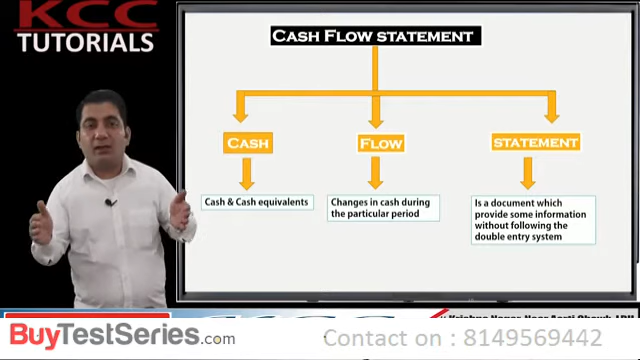 KCC
TUTORIALS
CASH FLOW STATEMENT
CASH
FLOW
STATEMENT
Cash & Cash equivalents
Changes in cash during
the particular period
Is a document which
provide some information
without following the
double entry system
BuyTestSeries.com
Contact on : 8149569442